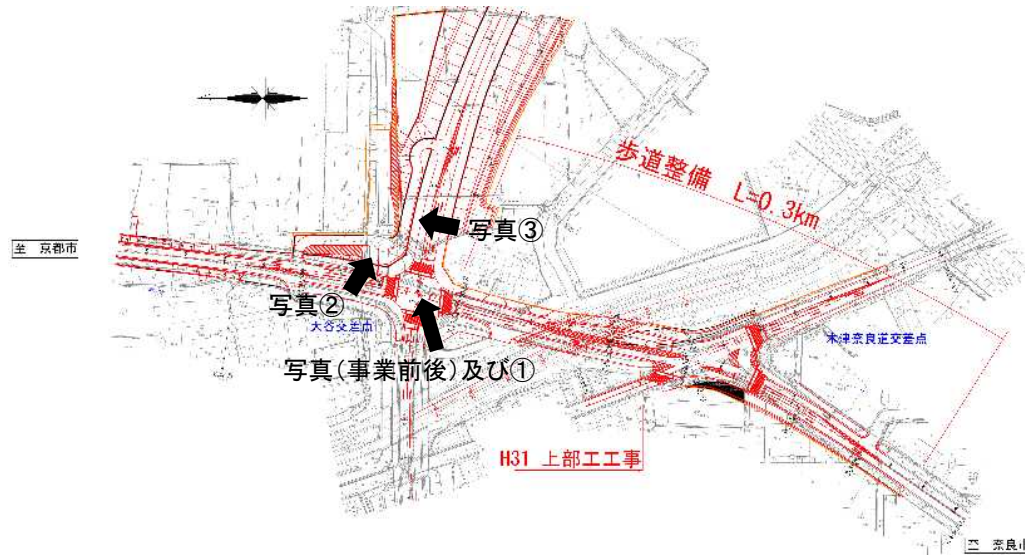 歩道整備 L=0.3km
写真③
至 京都市
写真②
大谷交差点
木津奈良道交差点
写真(事業前後)及び①
H31 上部工工事
至 奈良市